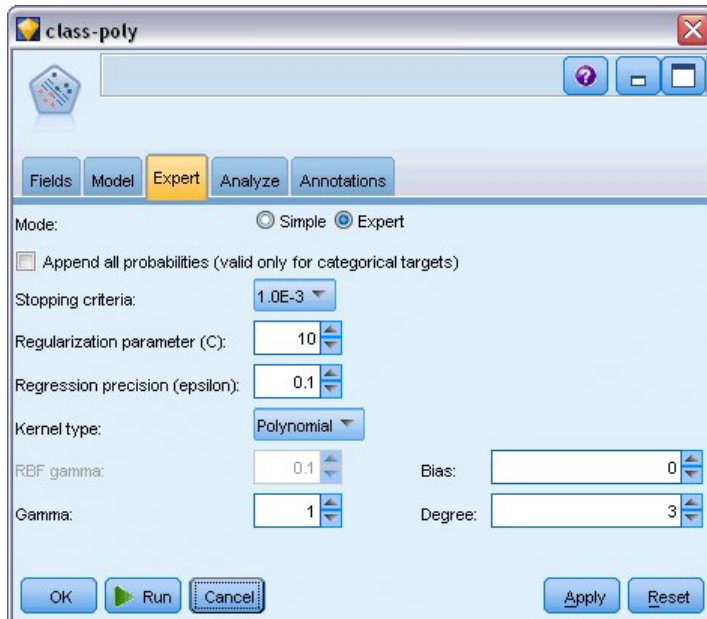 class-poly
Fields Model Expert Analyze Annotations
Mode: Simple Expert
Append all probabilities (valid only for categorical targets)
Stopping criteria: 1.0E-3
Regularization parameter (C): 10
Regression precision (epsilon): 0.1
Kernel type: Polynomial
RBF gamma: 0.1 Bias: 0
Gamma: 1 Degree: 3
OK Run Cancel Apply Reset